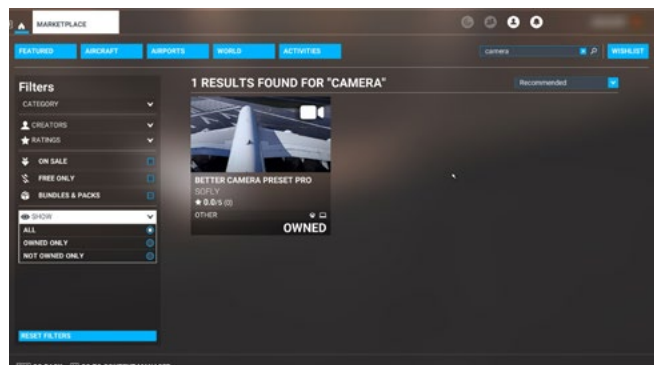 MARKETPLACE
FEATURED
AIRCRAFT
AIRPORTS
WORLD
ACTIVITIES
camera
WISHLIST
Filters
CATEGORY
CREATORS
RATINGS
ON SALE
FREE ONLY
BUNDLES & PACKS
SHOW
ALL
OWNED ONLY
NOT OWNED ONLY
RESET FILTERS
1 RESULTS FOUND FOR "CAMERA"
Recommended
BETTER CAMERA PRESET PRO
SOFLY
0.0/5 (0)
OTHER
OWNED